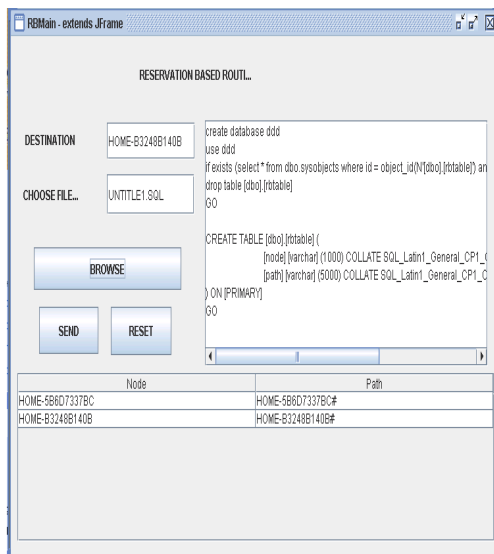 RBMain - extends JFrame
RESERVATION BASED ROUTI...
DESTINATION
HOME-B3248B140B
CHOOSE FILE...
UNTITLE1.SQL
BROWSE
SEND
RESET
create database ddd
use ddd
if exists (select * from dbo.sysobjects where id = object_id(N'[dbo].[rbtable]') an
drop table [dbo].[rbtable]
GO
CREATE TABLE [dbo].[rbtable] (
[node] [varchar] (1000) COLLATE SQL_Latin1_General_CP1_C
[path] [varchar] (5000) COLLATE SQL_Latin1_General_CP1_C
) ON [PRIMARY]
GO
Node Path
HOME-5B6D7337BC HOME-5B6D7337BC#
HOME-B3248B140B HOME-B3248B140B#